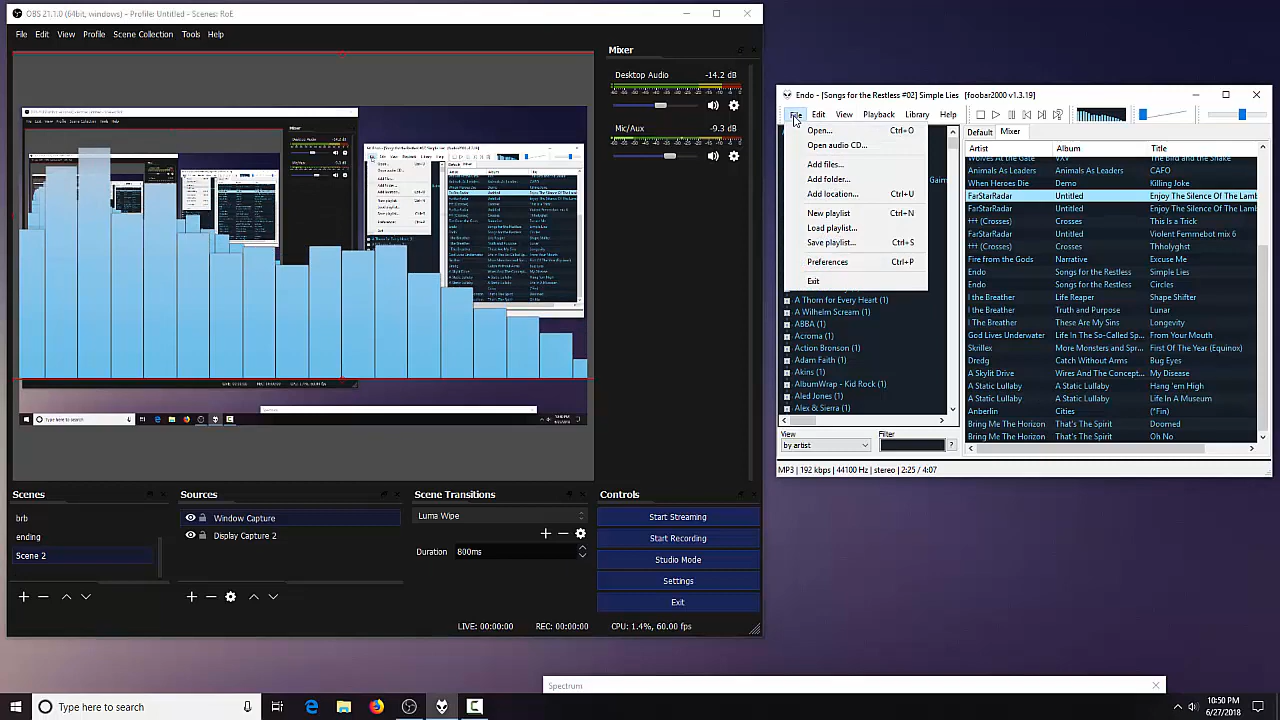 OBS 21.1.0 (64bit, windows) - Profile: Untitled - Scenes: RoE
File Edit View Profile Scene Collection Tools Help
Mixer
Desktop Audio -14.2 dB
Mic/Aux -9.3 dB
Scenes
brb
ending
Scene 2
Sources
Window Capture
Display Capture 2
Scene Transitions
Luma Wipe
Duration 800ms
Controls
Start Streaming
Start Recording
Studio Mode
Settings
Exit
LIVE: 00:00:00 REC: 00:00:00 CPU: 1.4%, 60.00 fps
Endo - [Songs for the Restless #02] Simple Lies [foobar2000 v1.3.19]
Edit View Playback Library Help
Open... Ctrl+O
Open audio CD...
Add files...
Add folder...
Add location... Ctrl+U
New playlist Ctrl+N
Load playlist...
Save playlist... Ctrl+S
Preferences Ctrl+P
Exit
A Thorn for Every Heart (1)
A Wilhelm Scream (1)
ABBA (1)
Acroma (1)
Action Bronson (1)
Adam Faith (1)
Akins (1)
AlbumWrap - Kid Rock (1)
Aled Jones (1)
Alex & Sierra (1)
View
by artist
Filter
?
Default Mixer
Artist Album Title
Wolves At the Gate The Bird and the Snake
Animals As Leaders Animals As Leaders CAFO
When Heroes Die Demo Killing Joke
FarStarRadar Untitled Enjoy The Silence Of The Lamb
FarStarRadar Untitled Enjoy The Silence Of The Lamb
FarStarRadar Untitled Violent Femmebot mix 6
††† (Crosses) Crosses This Is a Trick
††† (Crosses) Crosses Thholyghst
Fire from the Gods Narrative Excuse Me
Endo Songs for the Restless Simple Lies
Endo Songs for the Restless Circles
I the Breather Life Reaper Shape Shifter
I the Breather Truth and Purpose Lunar
I The Breather These Are My Sins Longevity
God Lives Underwater Life In The So-Called Sp... From Your Mouth
Skrillex More Monsters and Spr... First Of The Year (Equinox)
Dredg Catch Without Arms Bug Eyes
A Skylit Drive Wires And The Concept... My Disease
A Static Lullaby A Static Lullaby Hang 'em High
A Static Lullaby A Static Lullaby Life In A Museum
Anberlin Cities (*Fin)
Bring Me The Horizon That's The Spirit Doomed
Bring Me The Horizon That's The Spirit Oh No
MP3 | 192 kbps | 44100 Hz | stereo | 2:25 / 4:07
Spectrum
Type here to search
10:50 PM
6/27/2018